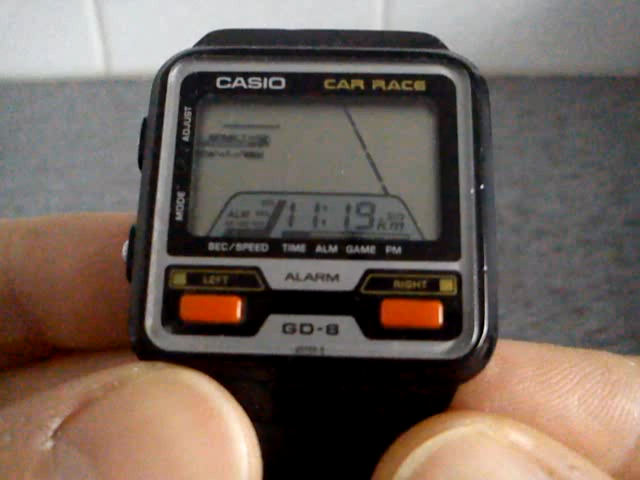 CASIO CAR RACE
ADJUST
MODE
ALM 11:19 km
SEC/SPEED TIME ALM GAME PM
LEFT ALARM RIGHT
GD-8